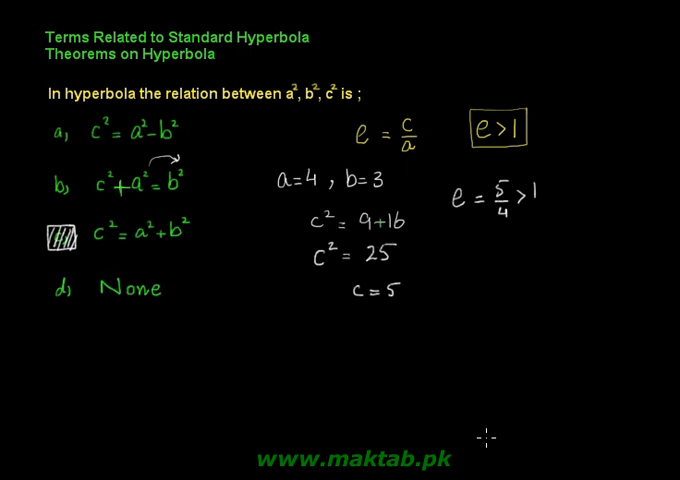 Terms Related to Standard Hyperbola
Theorems on Hyperbola
In hyperbola the relation between a², b², c² is ;
a) c² = a² - b²
b) c² + a² = b²
c² = a² + b²
d) None
e = c/a
e > 1
a = 4 , b = 3
c² = 9 + 16
c² = 25
c = 5
e = 5/4 > 1
www.maktab.pk